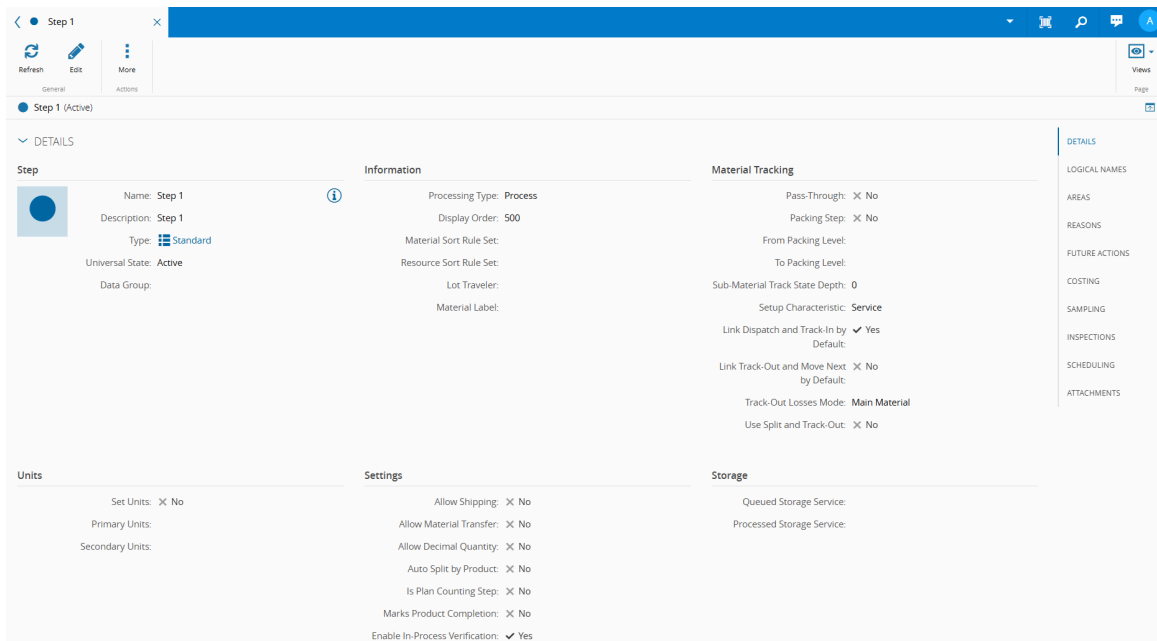 Step 1
A
Refresh
Edit
More
Views
General
Actions
Page
Step 1 (Active)
DETAILS
Step
Name: Step 1
Description: Step 1
Type: Standard
Universal State: Active
Data Group:
Information
Processing Type: Process
Display Order: 500
Material Sort Rule Set:
Resource Sort Rule Set:
Lot Traveler:
Material Label:
Material Tracking
Pass-Through: No
Packing Step: No
From Packing Level:
To Packing Level:
Sub-Material Track State Depth: 0
Setup Characteristic: Service
Link Dispatch and Track-In by Yes
Default:
Link Track-Out and Move Next No
by Default:
Track-Out Losses Mode: Main Material
Use Split and Track-Out: No
DETAILS
LOGICAL NAMES
AREAS
REASONS
FUTURE ACTIONS
COSTING
SAMPLING
INSPECTIONS
SCHEDULING
ATTACHMENTS
Units
Set Units: No
Primary Units:
Secondary Units:
Settings
Allow Shipping: No
Allow Material Transfer: No
Allow Decimal Quantity: No
Auto Split by Product: No
Is Plan Counting Step: No
Marks Product Completion: No
Enable In-Process Verification: Yes
Storage
Queued Storage Service:
Processed Storage Service: